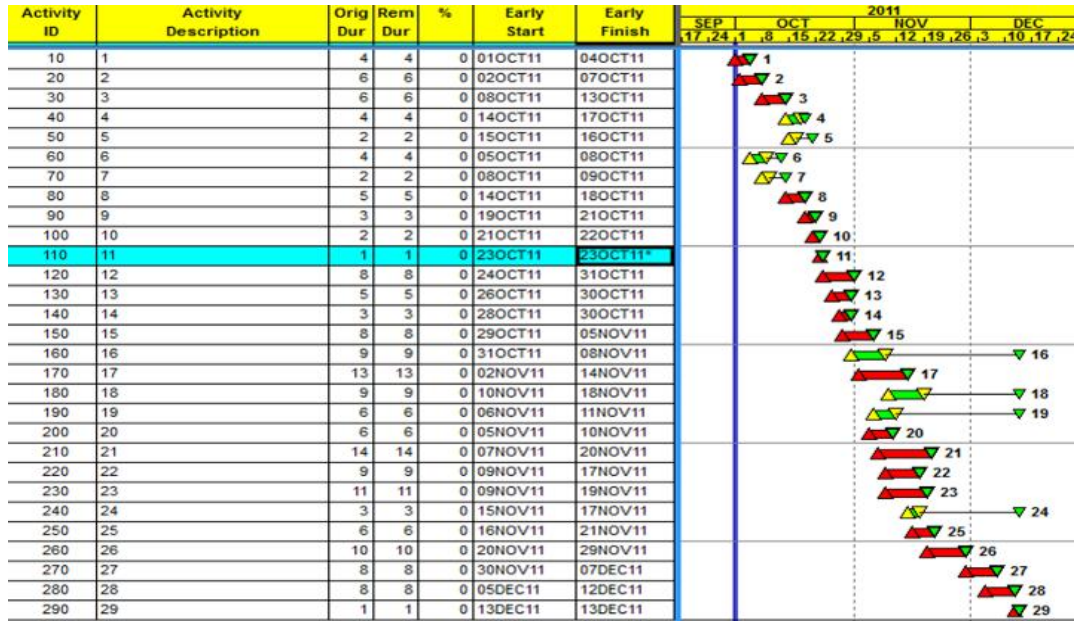 Activity ID Activity Description Orig Dur Rem Dur % Early Start Early Finish
2011
SEP OCT NOV DEC
17 24 1 8 15 22 29 5 12 19 26 3 10 17 24
10 1 4 4 0 01OCT11 04OCT11 1
20 2 6 6 0 02OCT11 07OCT11 2
30 3 6 6 0 08OCT11 13OCT11 3
40 4 4 4 0 14OCT11 17OCT11 4
50 5 2 2 0 15OCT11 16OCT11 5
60 6 4 4 0 05OCT11 08OCT11 6
70 7 2 2 0 08OCT11 09OCT11 7
80 8 5 5 0 14OCT11 18OCT11 8
90 9 3 3 0 19OCT11 21OCT11 9
100 10 2 2 0 21OCT11 22OCT11 10
110 11 1 1 0 23OCT11 23OCT11* 11
120 12 8 8 0 24OCT11 31OCT11 12
130 13 5 5 0 26OCT11 30OCT11 13
140 14 3 3 0 28OCT11 30OCT11 14
150 15 8 8 0 29OCT11 05NOV11 15
160 16 9 9 0 31OCT11 08NOV11 16
170 17 13 13 0 02NOV11 14NOV11 17
180 18 9 9 0 10NOV11 18NOV11 18
190 19 6 6 0 06NOV11 11NOV11 19
200 20 6 6 0 05NOV11 10NOV11 20
210 21 14 14 0 07NOV11 20NOV11 21
220 22 9 9 0 09NOV11 17NOV11 22
230 23 11 11 0 09NOV11 19NOV11 23
240 24 3 3 0 15NOV11 17NOV11 24
250 25 6 6 0 16NOV11 21NOV11 25
260 26 10 10 0 20NOV11 29NOV11 26
270 27 8 8 0 30NOV11 07DEC11 27
280 28 8 8 0 05DEC11 12DEC11 28
290 29 1 1 0 13DEC11 13DEC11 29